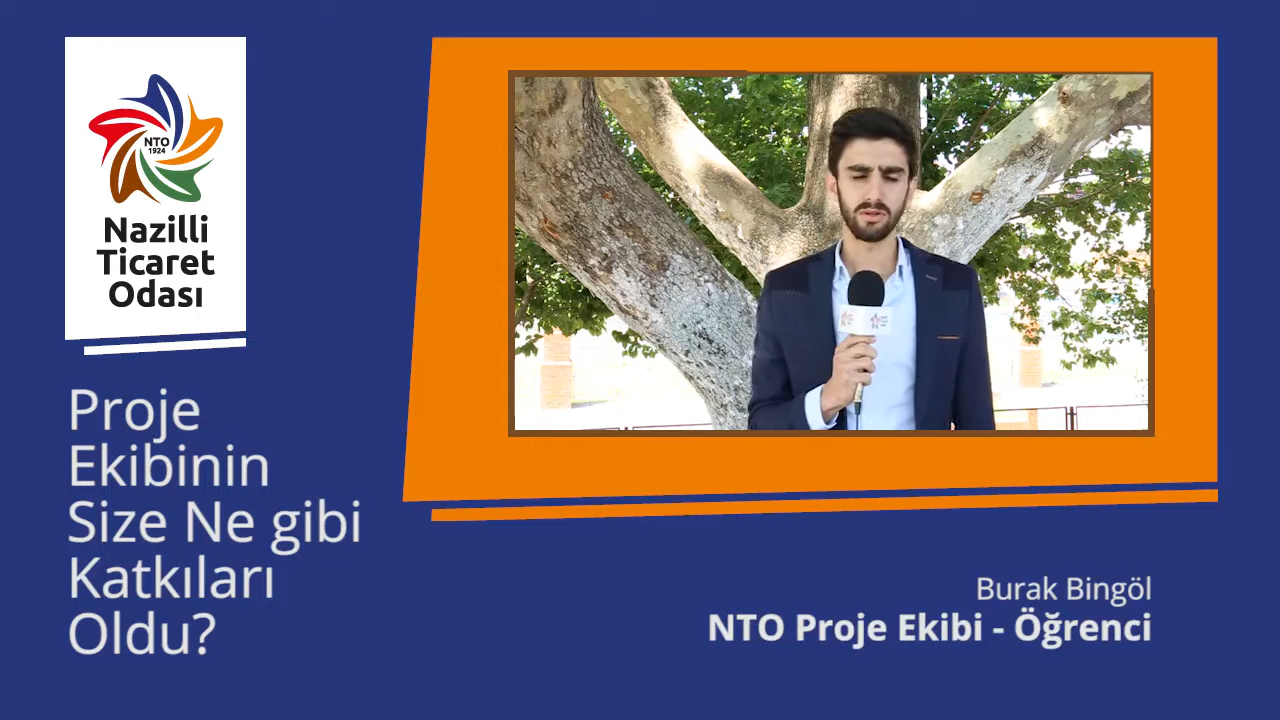 NTO
1924
Nazilli
Ticaret
Odası
Proje
Ekibinin
Size Ne gibi
Katkıları
Oldu?
Burak Bingöl
NTO Proje Ekibi - Öğrenci